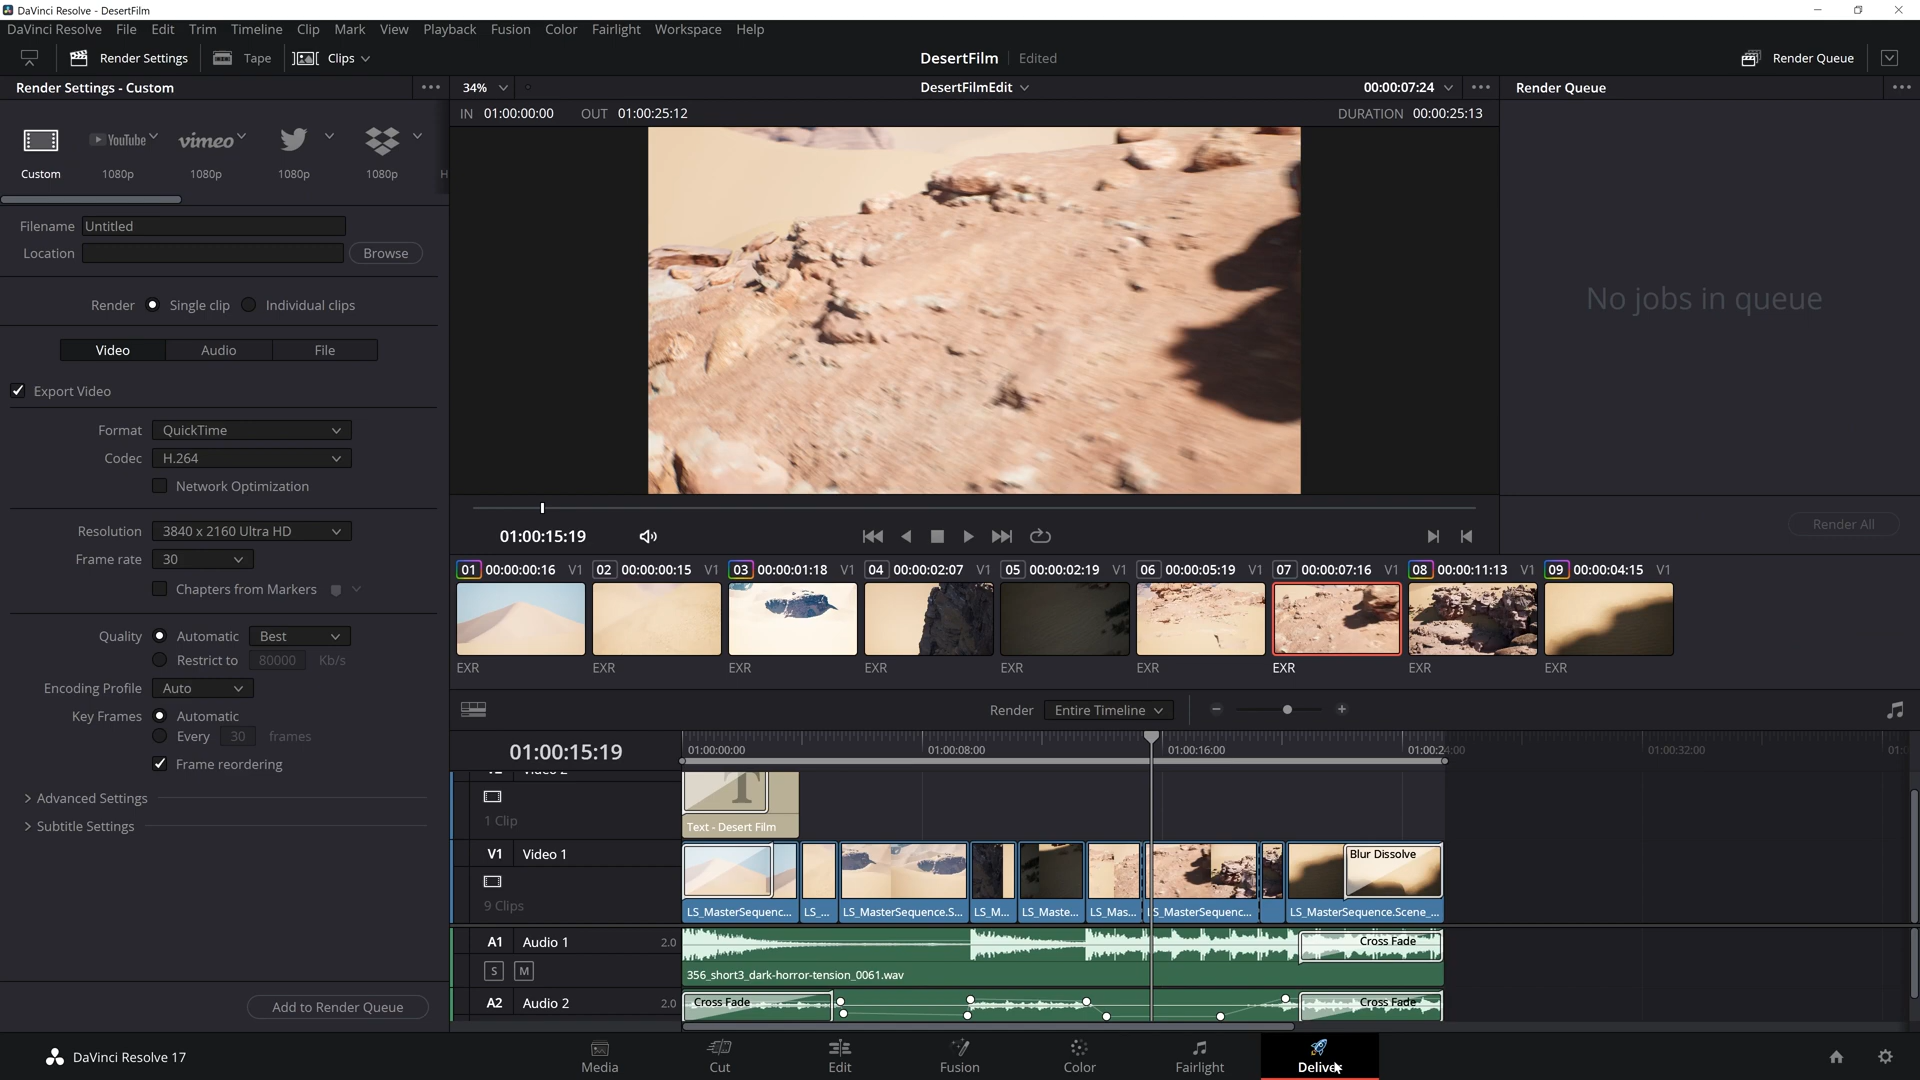 DaVinci Resolve - DesertFilm
DaVinci Resolve File Edit Trim Timeline Clip Mark View Playback Fusion Color Fairlight Workspace Help
Render Settings Tape Clips DesertFilm Edited Render Queue
Render Settings - Custom 34% DesertFilmEdit 00:00:07:24 Render Queue
IN 01:00:00:00 OUT 01:00:25:12 DURATION 00:00:25:13
YouTube vimeo
Custom 1080p 1080p 1080p 1080p H
Filename Untitled
Location Browse
Render Single clip Individual clips
No jobs in queue
Video Audio File
Export Video
Format QuickTime
Codec H.264
Network Optimization
Resolution 3840 x 2160 Ultra HD
Render All
01:00:15:19
Frame rate 30
01 00:00:00:16 V1 02 00:00:00:15 V1 03 00:00:01:18 V1 04 00:00:02:07 V1 05 00:00:02:19 V1 06 00:00:05:19 V1 07 00:00:07:16 V1 08 00:00:11:13 V1 09 00:00:04:15 V1
Chapters from Markers
Quality Automatic Best
Restrict to 80000 Kb/s
EXR EXR EXR EXR EXR EXR EXR EXR EXR
Encoding Profile Auto
Key Frames Automatic
Every 30 frames
Render Entire Timeline
Frame reordering
01:00:15:19 01:00:00:00 01:00:08:00 01:00:16:00 01:00:24:00 01:00:32:00 01:0
Advanced Settings
Subtitle Settings
1 Clip T
Text - Desert Film
V1 Video 1 Blur Dissolve
9 Clips LS_MasterSequenc... LS_... LS_MasterSequence.S... LS_M... LS_Maste... LS_Mas... LS_MasterSequenc... LS_MasterSequence.Scene_...
A1 Audio 1 2.0 Cross Fade
S M 356_short3_dark-horror-tension_0061.wav
A2 Audio 2 2.0 Cross Fade Cross Fade
Add to Render Queue
DaVinci Resolve 17
Media Cut Edit Fusion Color Fairlight Deliver